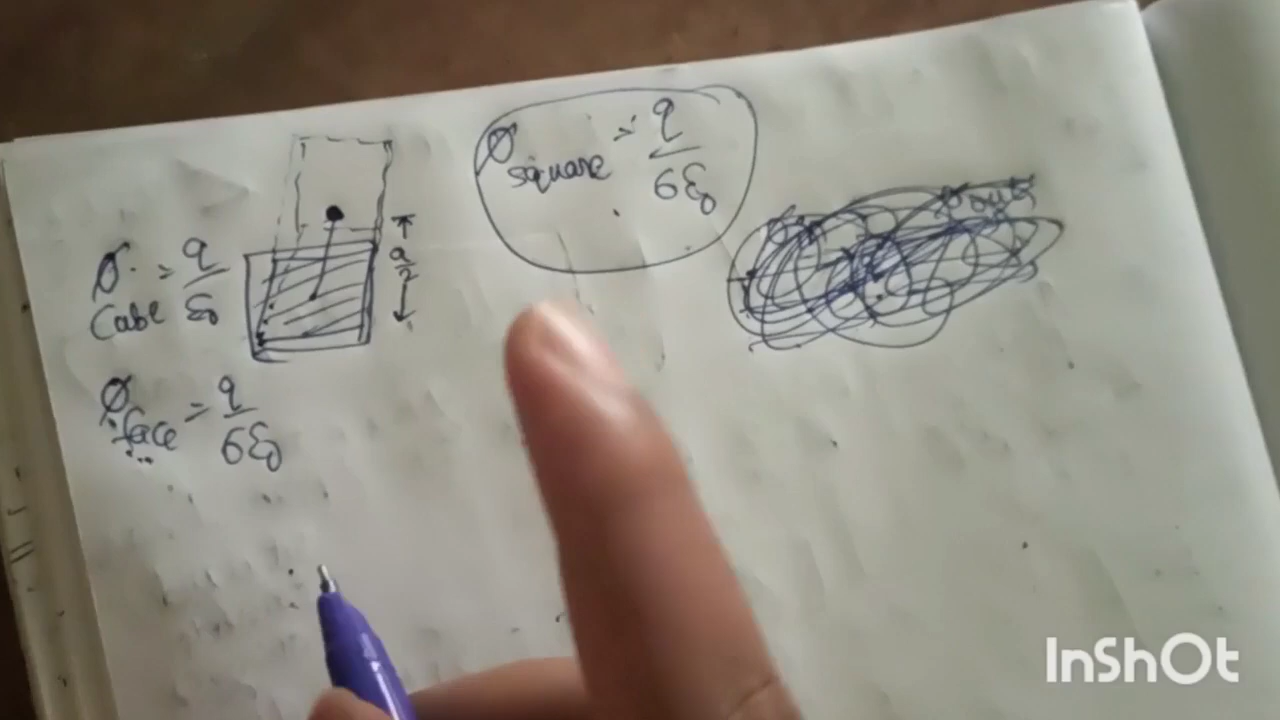 Φ square = q/6ε₀
a/2
Φ Cube = q/ε₀
Φ face = q/6ε₀
InShOt